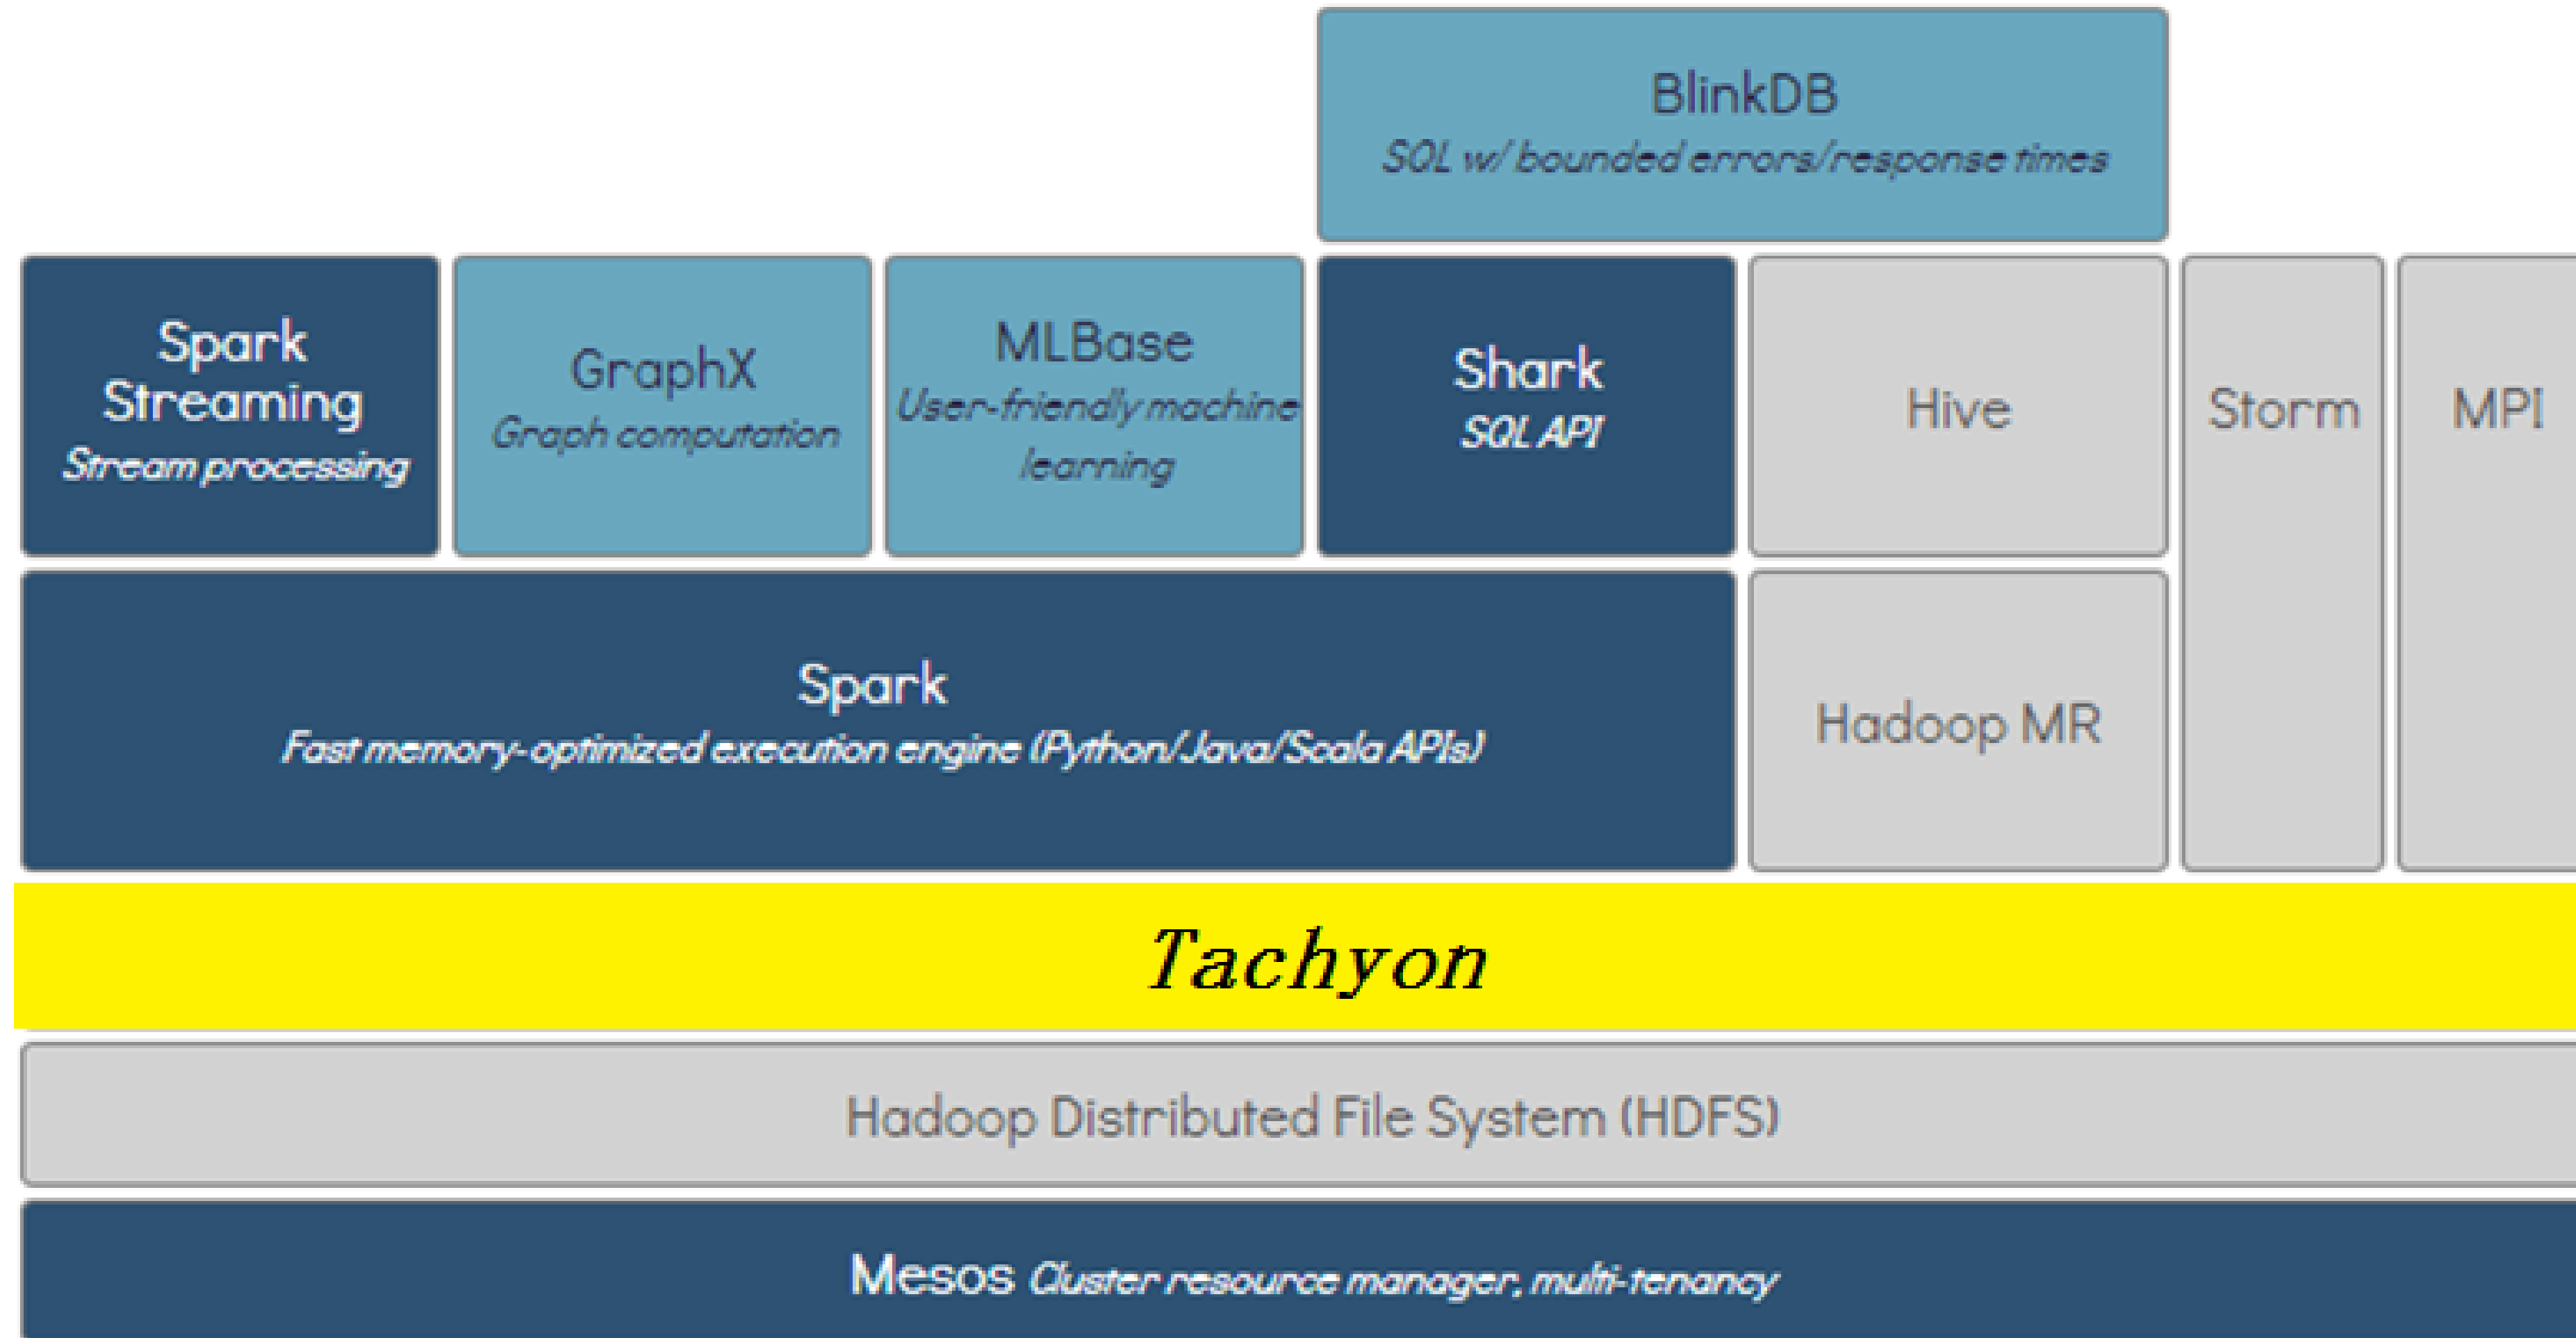 BlinkDB
SQL w/ bounded errors/response times
Spark
Streaming
Stream processing
GraphX
Graph computation
MLBase
User-friendly machine
learning
Shark
SQL API
Hive
Storm
MPI
Spark
Fast memory-optimized execution engine (Python/Java/Scala APIs)
Hadoop MR
Tachyon
Hadoop Distributed File System (HDFS)
Mesos Cluster resource manager, multi-tenancy